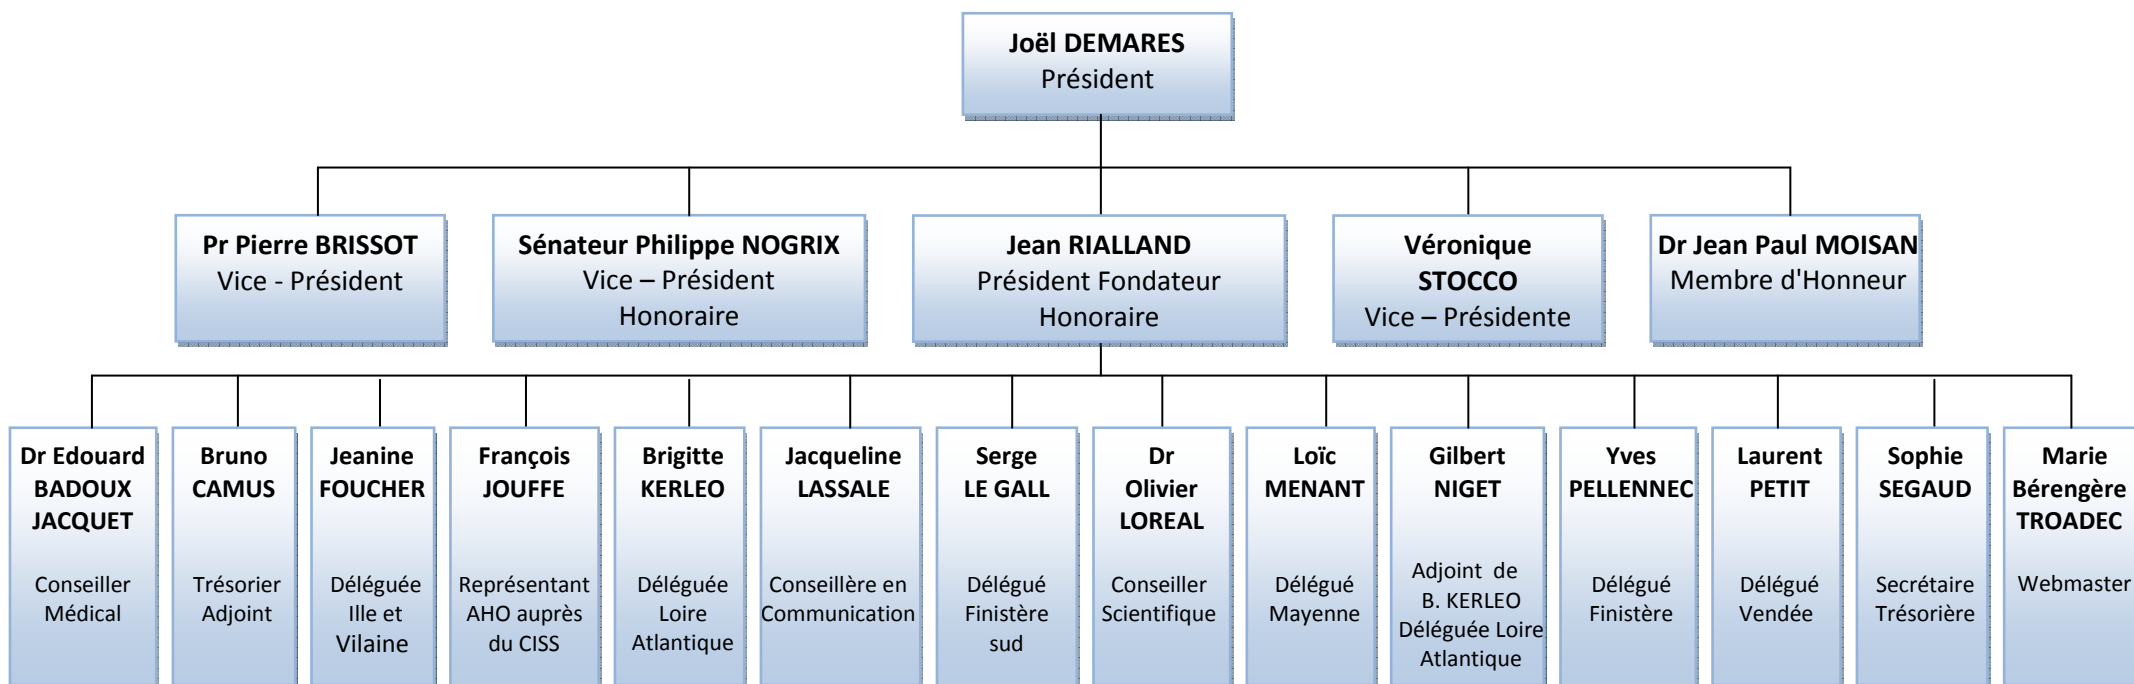 Joël DEMARES
Président
Pr Pierre BRISSOT
Vice - Président
Sénateur Philippe NOGRIX
Vice – Président
Honoraire
Jean RIALLAND
Président Fondateur
Honoraire
Véronique
STOCCO
Vice – Présidente
Dr Jean Paul MOISAN
Membre d'Honneur
Dr Edouard
BADOUX
JACQUET
Conseiller
Médical
Bruno
CAMUS
Trésorier
Adjoint
Jeanine
FOUCHER
Déléguée
Ille et
Vilaine
François
JOUFFE
Représentant
AHO auprès
du CISS
Brigitte
KERLEO
Déléguée
Loire
Atlantique
Jacqueline
LASSALE
Conseillère en
Communication
Serge
LE GALL
Délégué
Finistère
sud
Dr
Olivier
LOREAL
Conseiller
Scientifique
Loïc
MENANT
Délégué
Mayenne
Gilbert
NIGET
Adjoint de
B. KERLEO
Déléguée Loire
Atlantique
Yves
PELLENNEC
Délégué
Finistère
Laurent
PETIT
Délégué
Vendée
Sophie
SEGAUD
Secrétaire
Trésorière
Marie
Bérengère
TROADEC
Webmaster